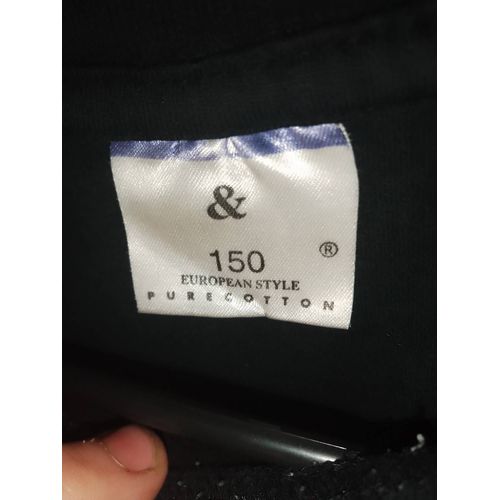 &
150 ®
EUROPEAN STYLE
PURECOTTON